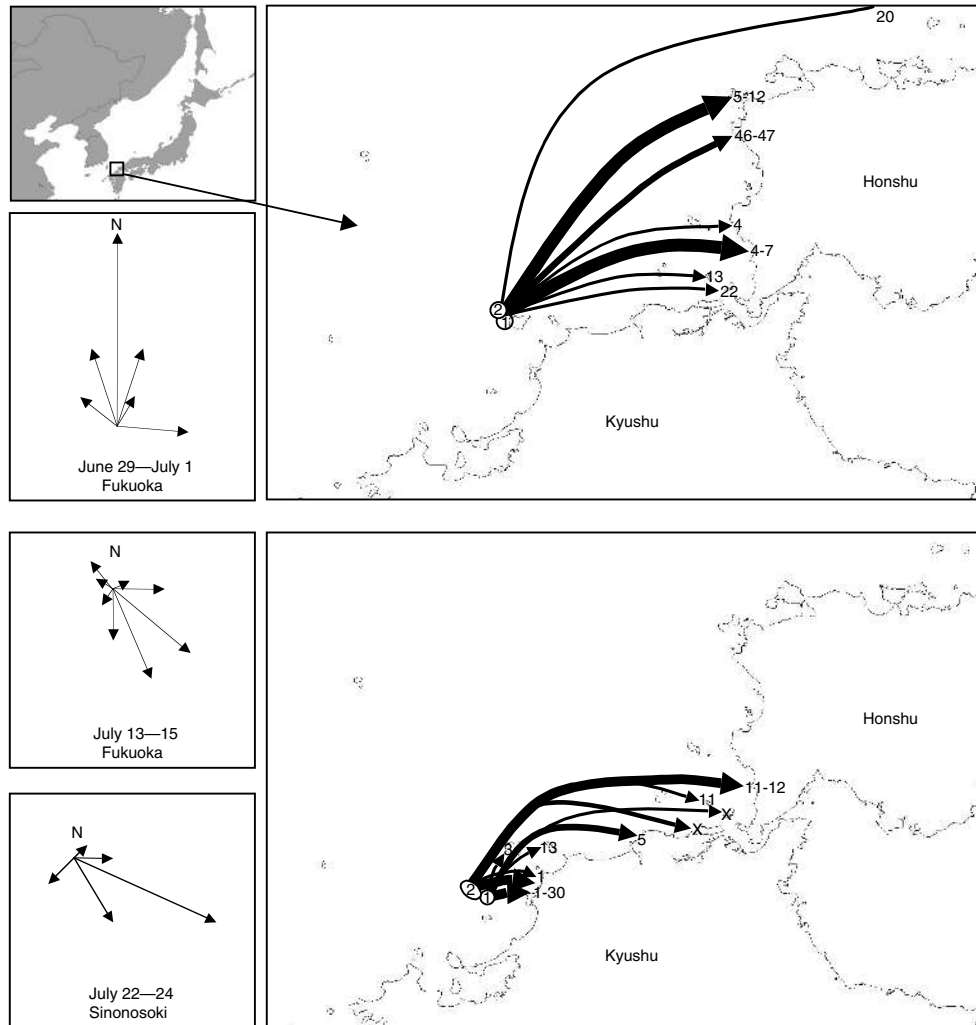 20
5-12
46-47
Honshu
4
4-7
13
22
2
1
Kyushu
N
June 29—July 1
Fukuoka
N
July 13—15
Fukuoka
N
July 22—24
Sinonosoki
Honshu
11-12
11
X
X
5
13
3
1
1-30
2
1
Kyushu